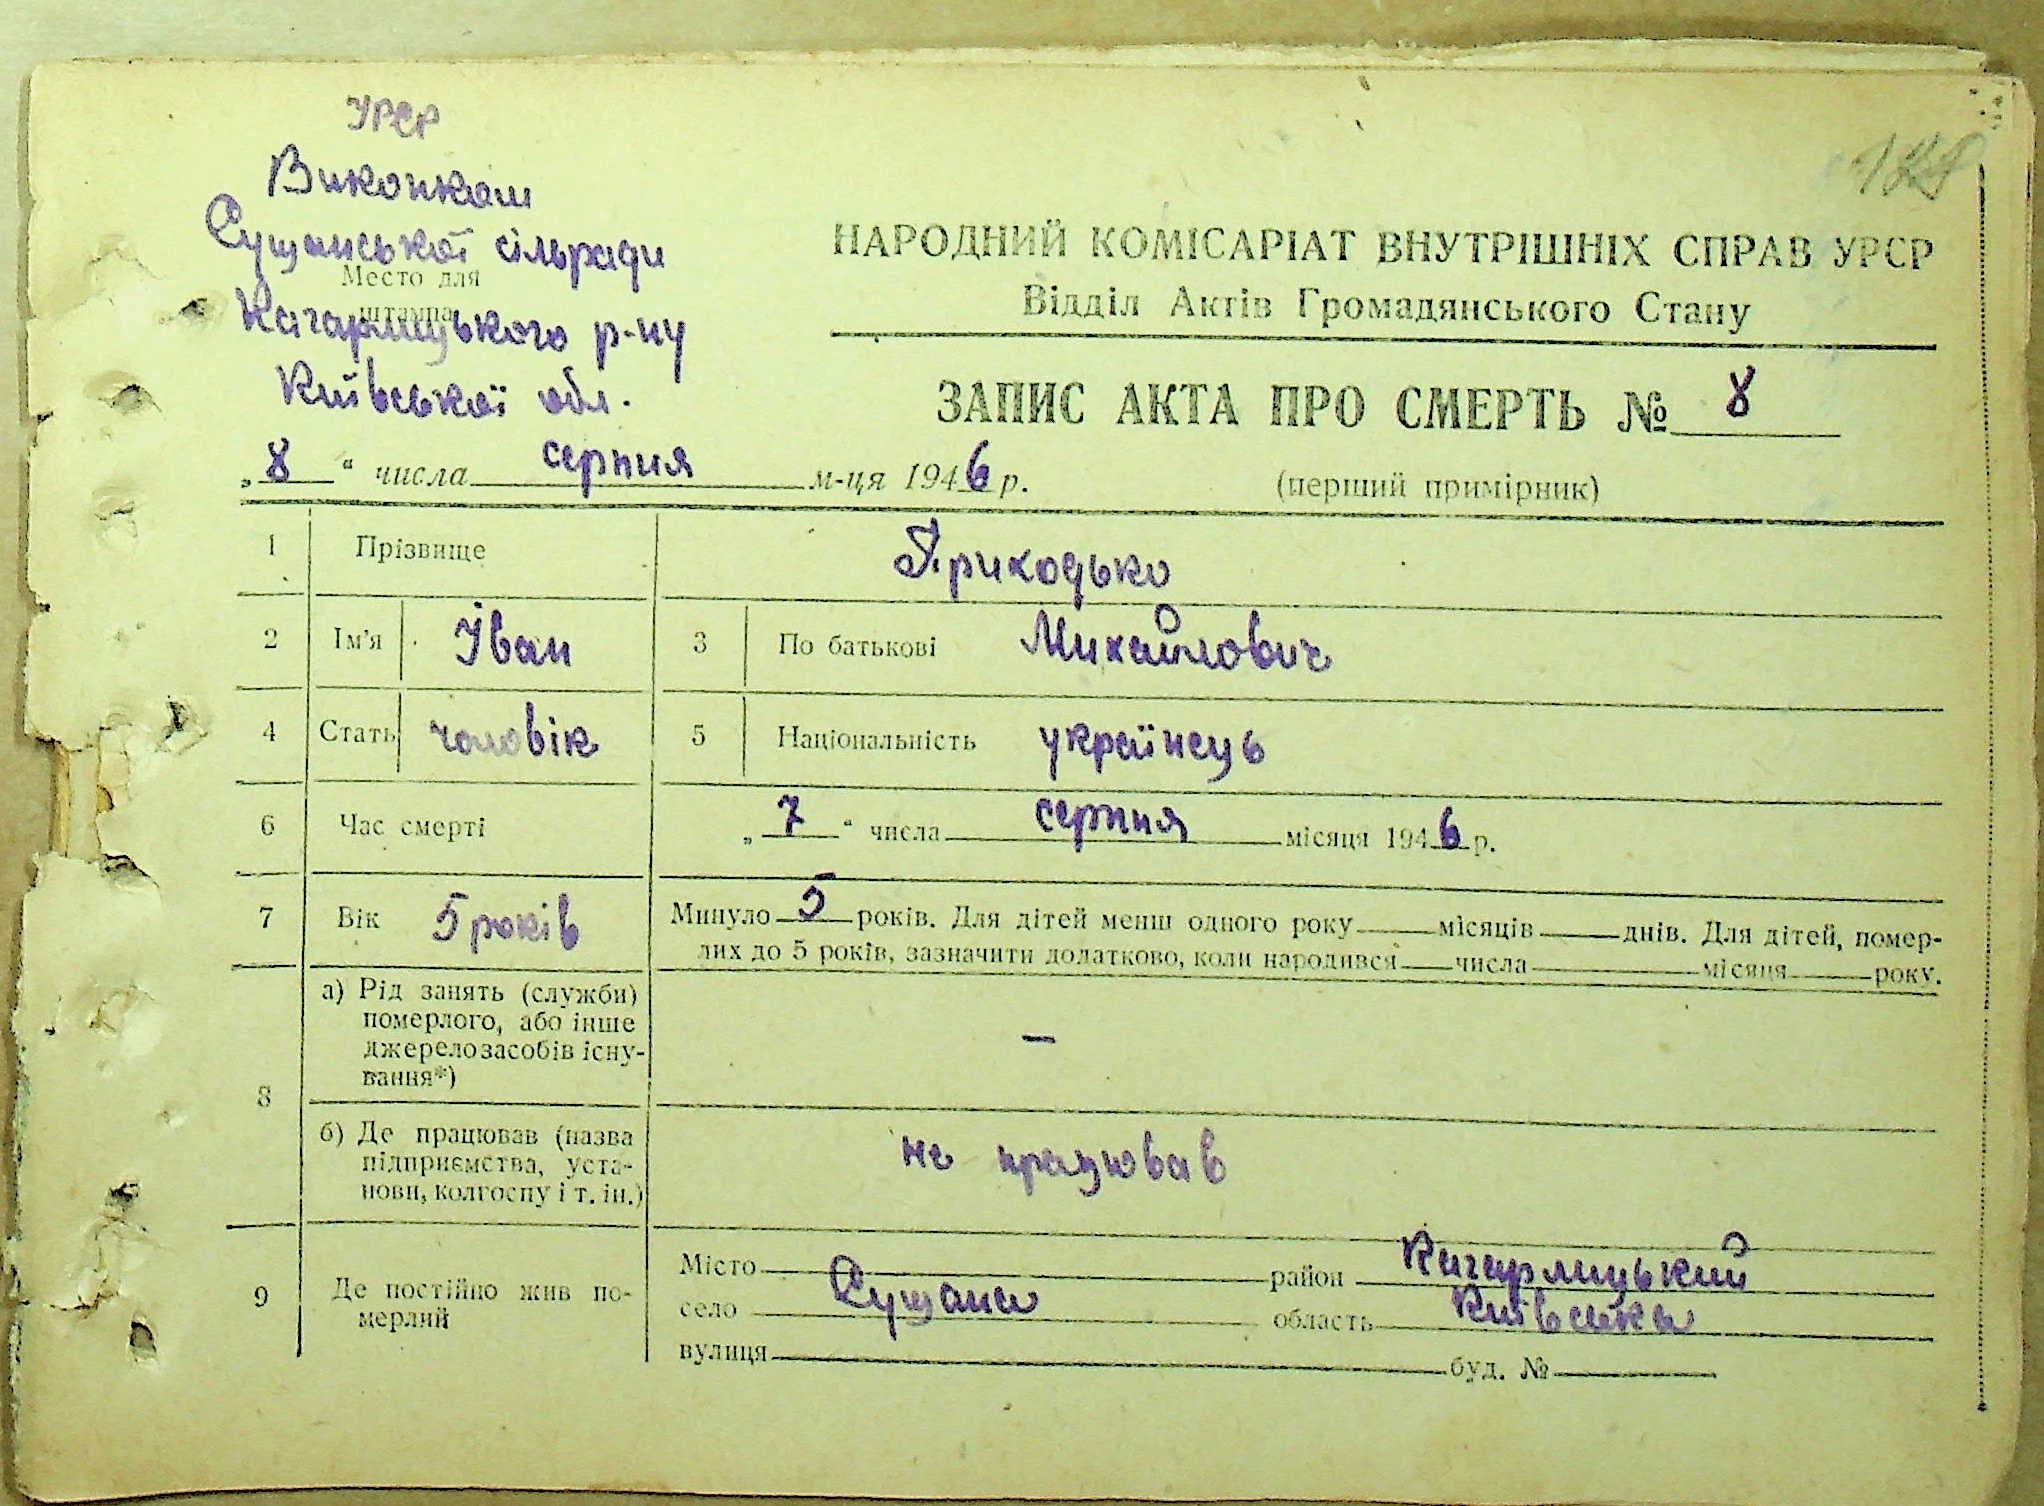 УРСР
Виконком
Сущанської сільради
Место для
штампа
Кагарлицького р-ну
Київської обл.
129
НАРОДНИЙ КОМІСАРІАТ ВНУТРІШНІХ СПРАВ УРСР
Відділ Актів Громадянського Стану
ЗАПИС АКТА ПРО СМЕРТЬ № 8
„8“ числа серпня м-ця 1946 р.
(перший примірник)
1 Прізвище Приходько
2 Ім'я Іван 3 По батькові Михайлович
4 Стать чоловік 5 Національність українець
6 Час смерті „7“ числа серпня місяця 1946 р.
7 Вік 5 років Минуло 5 років. Для дітей менш одного року місяців днів. Для дітей, помер-
лих до 5 років, зазначити додатково, коли народився числа місяця року.
8 а) Рід занять (служби)
померлого, або інше
джерело засобів існу-
вання*)
–
б) Де працював (назва
підприємства, уста-
нови, колгоспу і т. ін.)
не працював
9 Де постійно жив по-
мерлий
Місто район Кагарлицький
село Сущани область Київська
вулиця буд. №